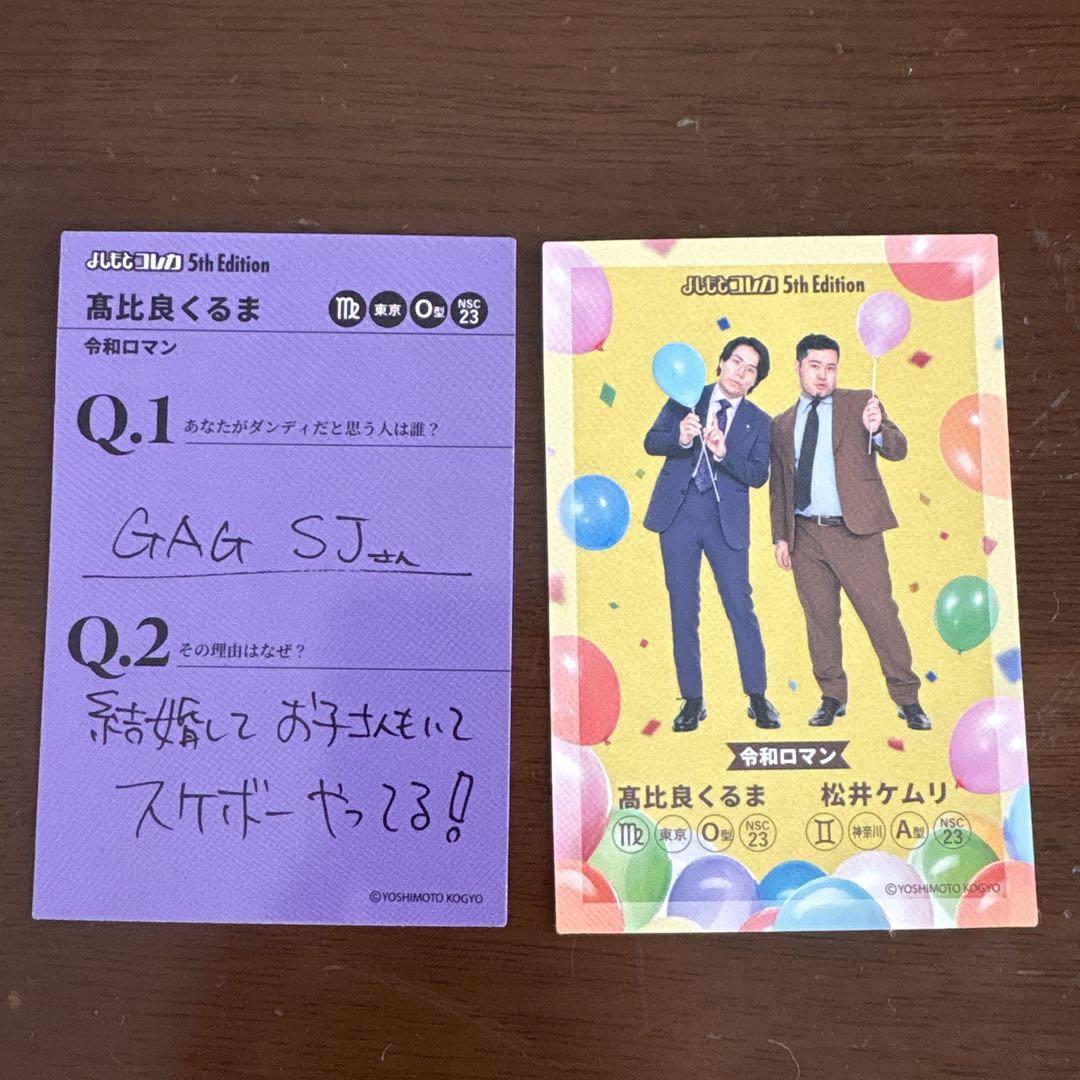 よしもとコレカ 5th Edition
髙比良くるま ♍ 東京 O型 NSC 23
令和ロマン
Q.1 あなたがダンディだと思う人は誰？
GAG SJさん
Q.2 その理由はなぜ？
結婚して お子さんもいて
スケボーやってる！
©YOSHIMOTO KOGYO
よしもとコレカ 5th Edition
令和ロマン
髙比良くるま 松井ケムリ
♍ 東京 O型 NSC 23 ♊ 神奈川 A型 NSC 23
©YOSHIMOTO KOGYO